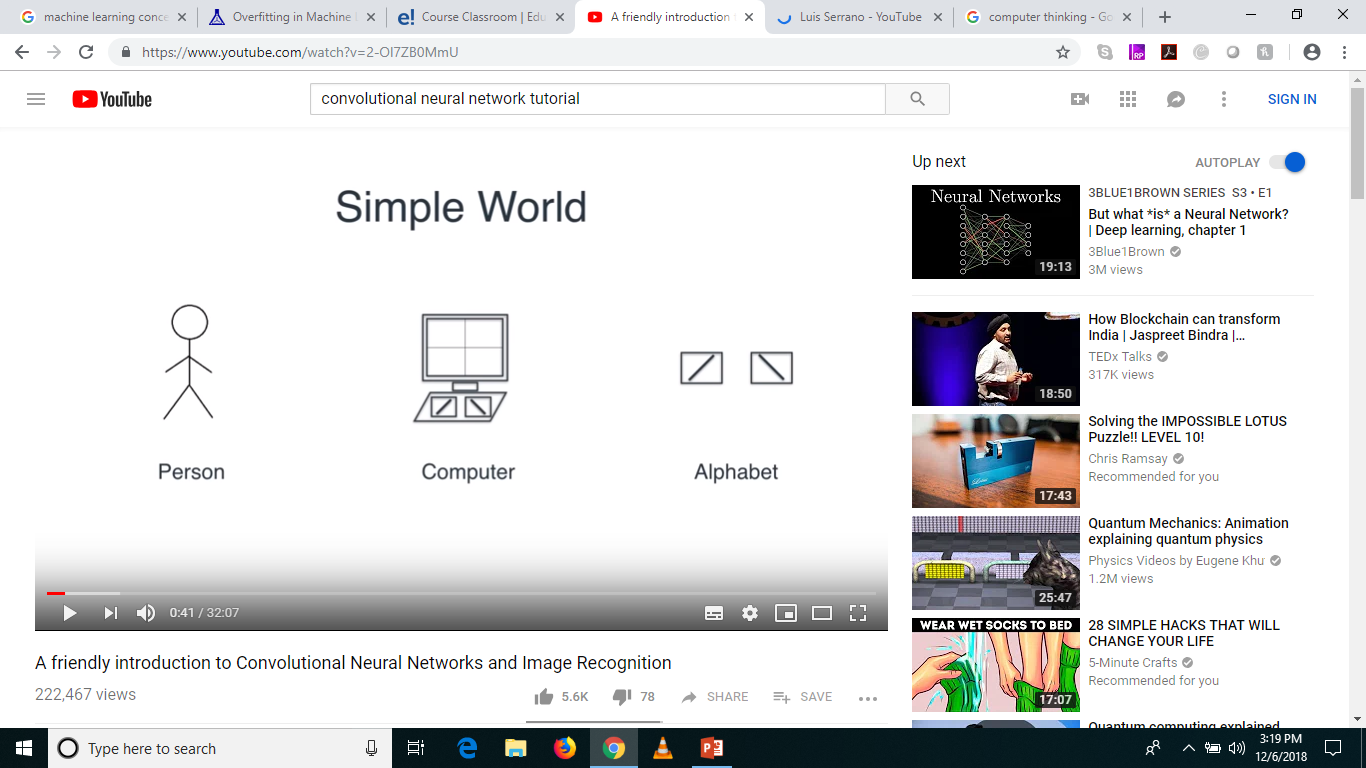 machine learning conce
Overfitting in Machine
Course Classroom | Edu
A friendly introduction
Luis Serrano - YouTube
computer thinking - Go
https://www.youtube.com/watch?v=2-OI7ZB0MmU
YouTube
convolutional neural network tutorial
SIGN IN
Simple World
Person
Computer
Alphabet
0:41 / 32:07
A friendly introduction to Convolutional Neural Networks and Image Recognition
222,467 views
5.6K
78
SHARE
SAVE
Up next
AUTOPLAY
Neural Networks
19:13
3BLUE1BROWN SERIES S3 • E1
But what *is* a Neural Network?
| Deep learning, chapter 1
3Blue1Brown
3M views
18:50
How Blockchain can transform
India | Jaspreet Bindra |...
TEDx Talks
317K views
17:43
Solving the IMPOSSIBLE LOTUS
Puzzle!! LEVEL 10!
Chris Ramsay
Recommended for you
25:47
Quantum Mechanics: Animation
explaining quantum physics
Physics Videos by Eugene Khu
1.2M views
WEAR WET SOCKS TO BED
17:07
28 SIMPLE HACKS THAT WILL
CHANGE YOUR LIFE
5-Minute Crafts
Recommended for you
Quantum computing explained
Type here to search
3:19 PM
12/6/2018